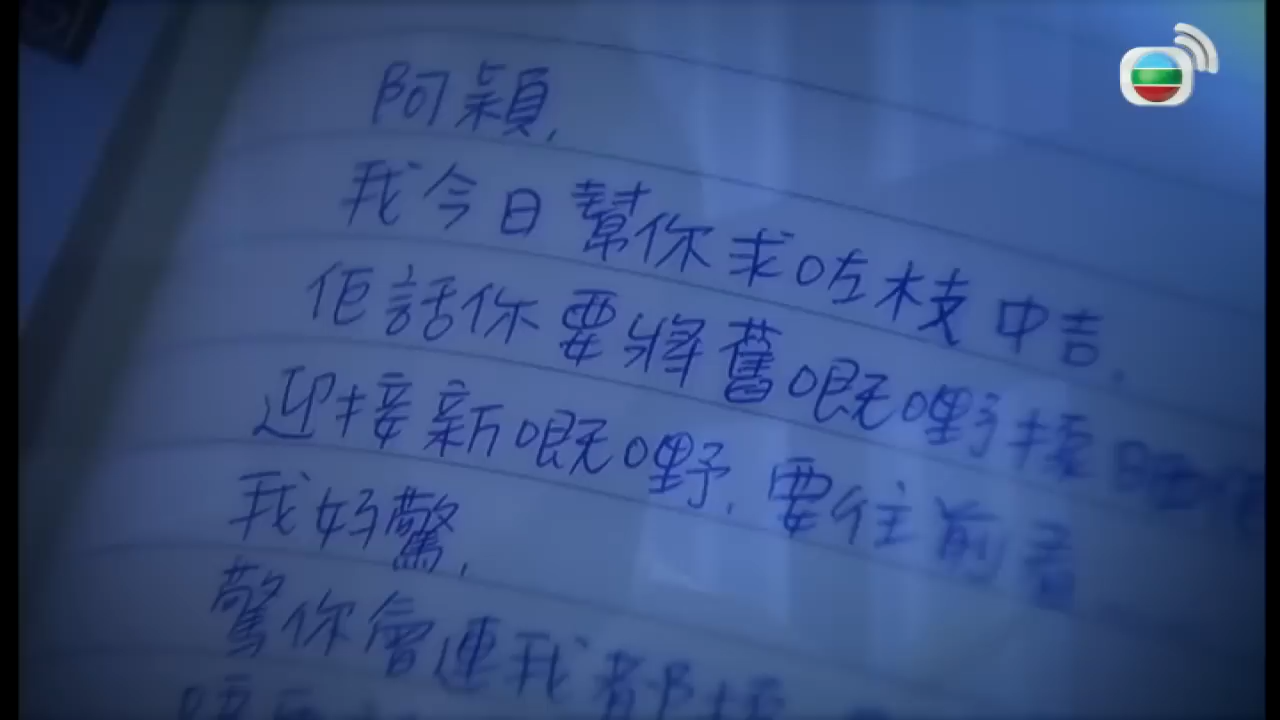 阿穎,
我今日幫你求咗枝中吉.
佢話你要將舊嘅嘢
迎接新嘅嘢.要往前看
我好驚,
驚你會連我都